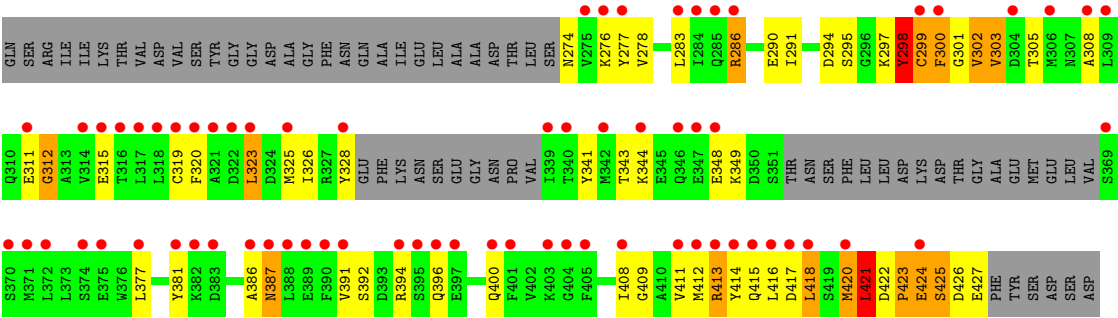 GLN SER ARG ILE ILE LYS THR VAL ASP VAL SER TYR GLY GLY ASP ALA GLY PHE ASN GLN ALA ILE GLU LEU ALA ALA ASP THR LEU SER N274 V275 K276 Y277 V278 L283 I284 Q285 R286 E290 I291 D294 S295 G296 K297 Y298 C299 F300 G301 V302 V303 D304 T305 M306 N307 A308 L309
Q310 E311 G312 A313 V314 E315 T316 L317 L318 C319 F320 A321 D322 L323 D324 M325 I326 R327 Y328 GLU PHE LYS ASN SER GLU GLY ASN PRO VAL I339 T340 Y341 M342 T343 K344 E345 Q346 E347 E348 K349 D350 S351 THR ASN SER PHE LEU LEU ASP LYS ASP THR GLY ALA GLU MET GLU LEU VAL S369
S370 M371 L372 L373 S374 E375 W376 L377 Y381 K382 D383 A386 N387 L388 E389 F390 V391 S392 D393 R394 S395 Q396 E397 Q400 F401 V402 K403 G404 F405 I408 G409 A410 V411 M412 R413 Y414 Q415 L416 D417 L418 S419 M420 L421 D422 P423 E424 S425 D426 E427 PHE TYR SER ASP SER ASP